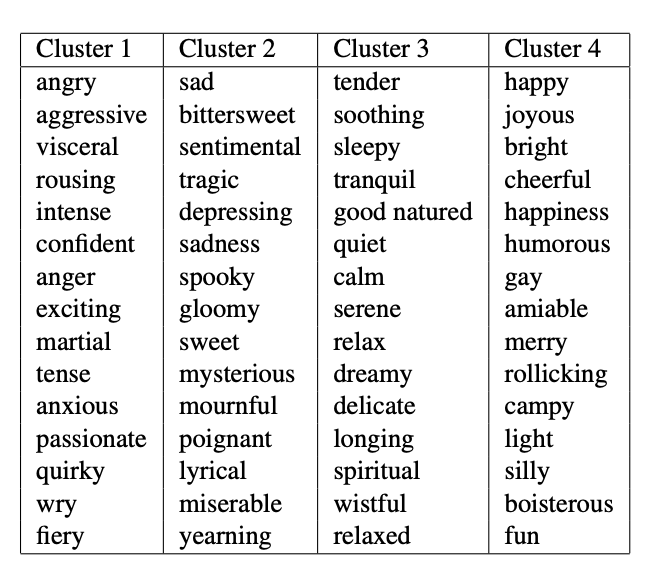 Cluster 1 Cluster 2 Cluster 3 Cluster 4
angry sad tender happy
aggressive bittersweet soothing joyous
visceral sentimental sleepy bright
rousing tragic tranquil cheerful
intense depressing good natured happiness
confident sadness quiet humorous
anger spooky calm gay
exciting gloomy serene amiable
martial sweet relax merry
tense mysterious dreamy rollicking
anxious mournful delicate campy
passionate poignant longing light
quirky lyrical spiritual silly
wry miserable wistful boisterous
fiery yearning relaxed fun